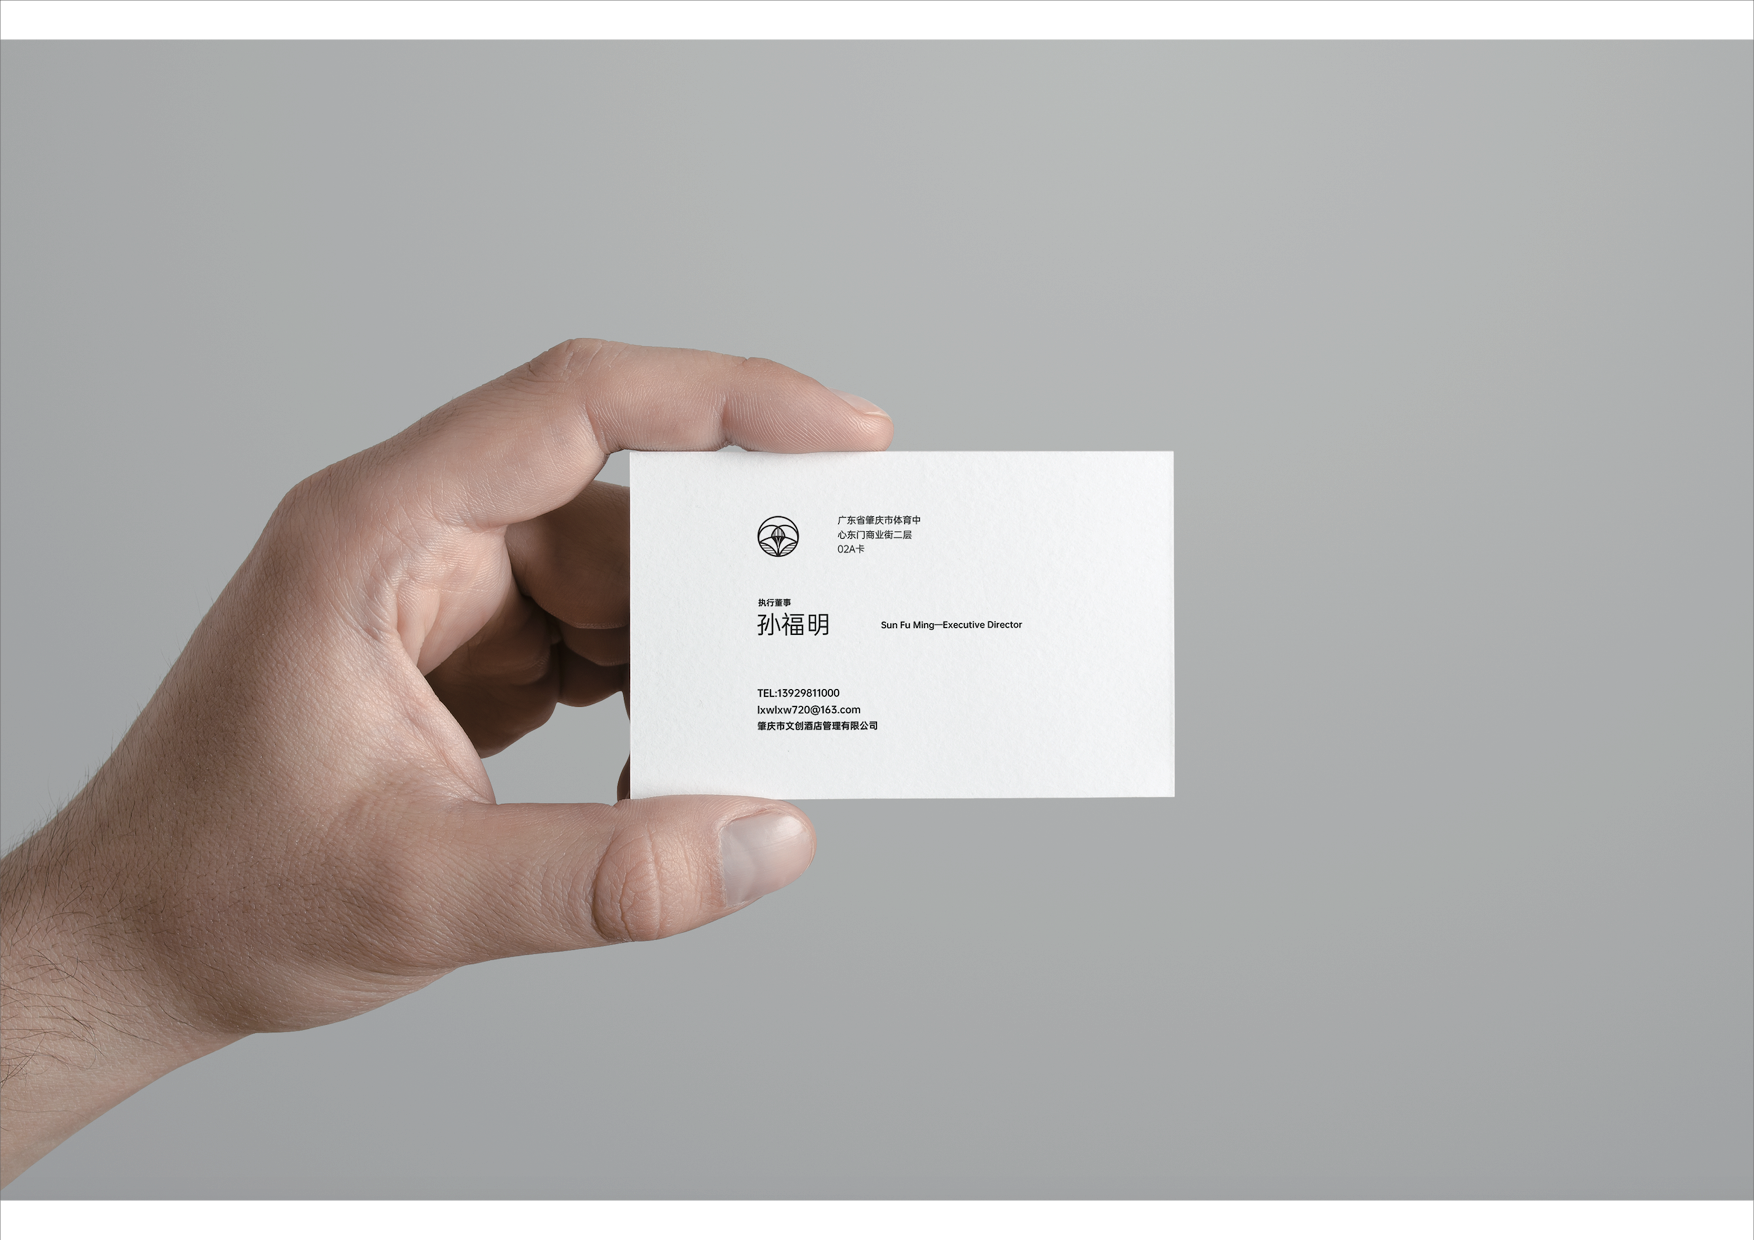 广东省肇庆市体育中
心东门商业街二层
02A卡
执行董事
孙福明
Sun Fu Ming—Executive Director
TEL:13929811000
lxwlxw720@163.com
肇庆市文创酒店管理有限公司